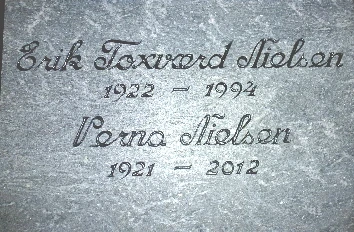 Erik Toxværd Nielsen
1922 - 1994
Verna Nielsen
1921 - 2012